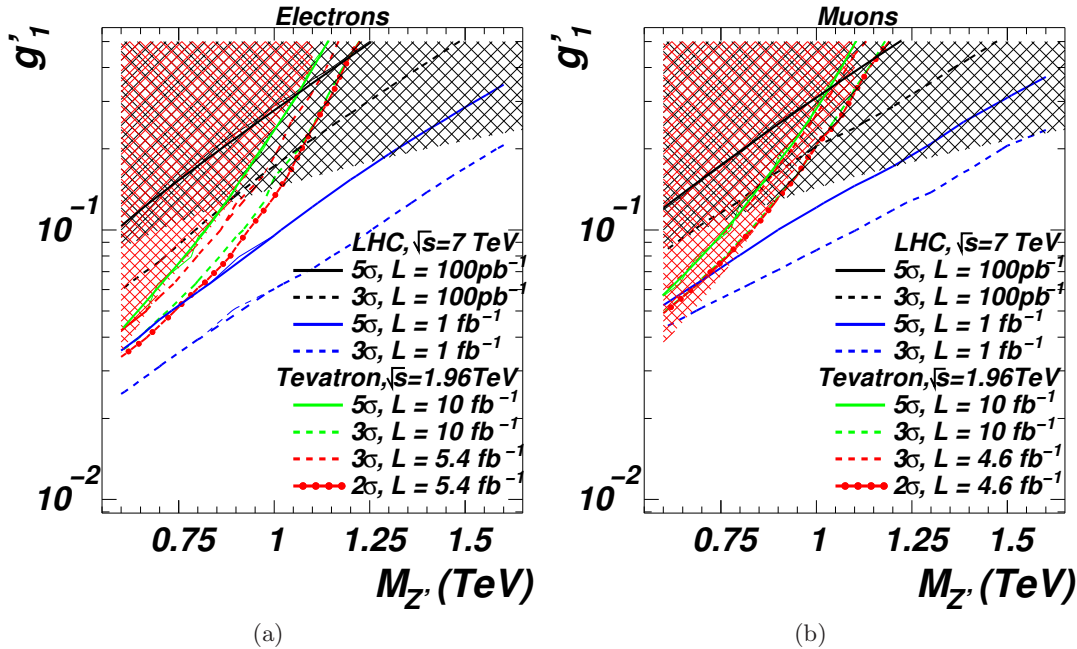 Electrons
g'₁
10⁻¹
10⁻²
LHC, √s=7 TeV
5σ, L = 100pb⁻¹
3σ, L = 100pb⁻¹
5σ, L = 1 fb⁻¹
3σ, L = 1 fb⁻¹
Tevatron, √s=1.96TeV
5σ, L = 10 fb⁻¹
3σ, L = 10 fb⁻¹
3σ, L = 5.4 fb⁻¹
2σ, L = 5.4 fb⁻¹
0.75 1 1.25 1.5
M_Z' (TeV)
(a)
Muons
g'₁
10⁻¹
10⁻²
LHC, √s=7 TeV
5σ, L = 100pb⁻¹
3σ, L = 100pb⁻¹
5σ, L = 1 fb⁻¹
3σ, L = 1 fb⁻¹
Tevatron, √s=1.96TeV
5σ, L = 10 fb⁻¹
3σ, L = 10 fb⁻¹
3σ, L = 4.6 fb⁻¹
2σ, L = 4.6 fb⁻¹
0.75 1 1.25 1.5
M_Z' (TeV)
(b)